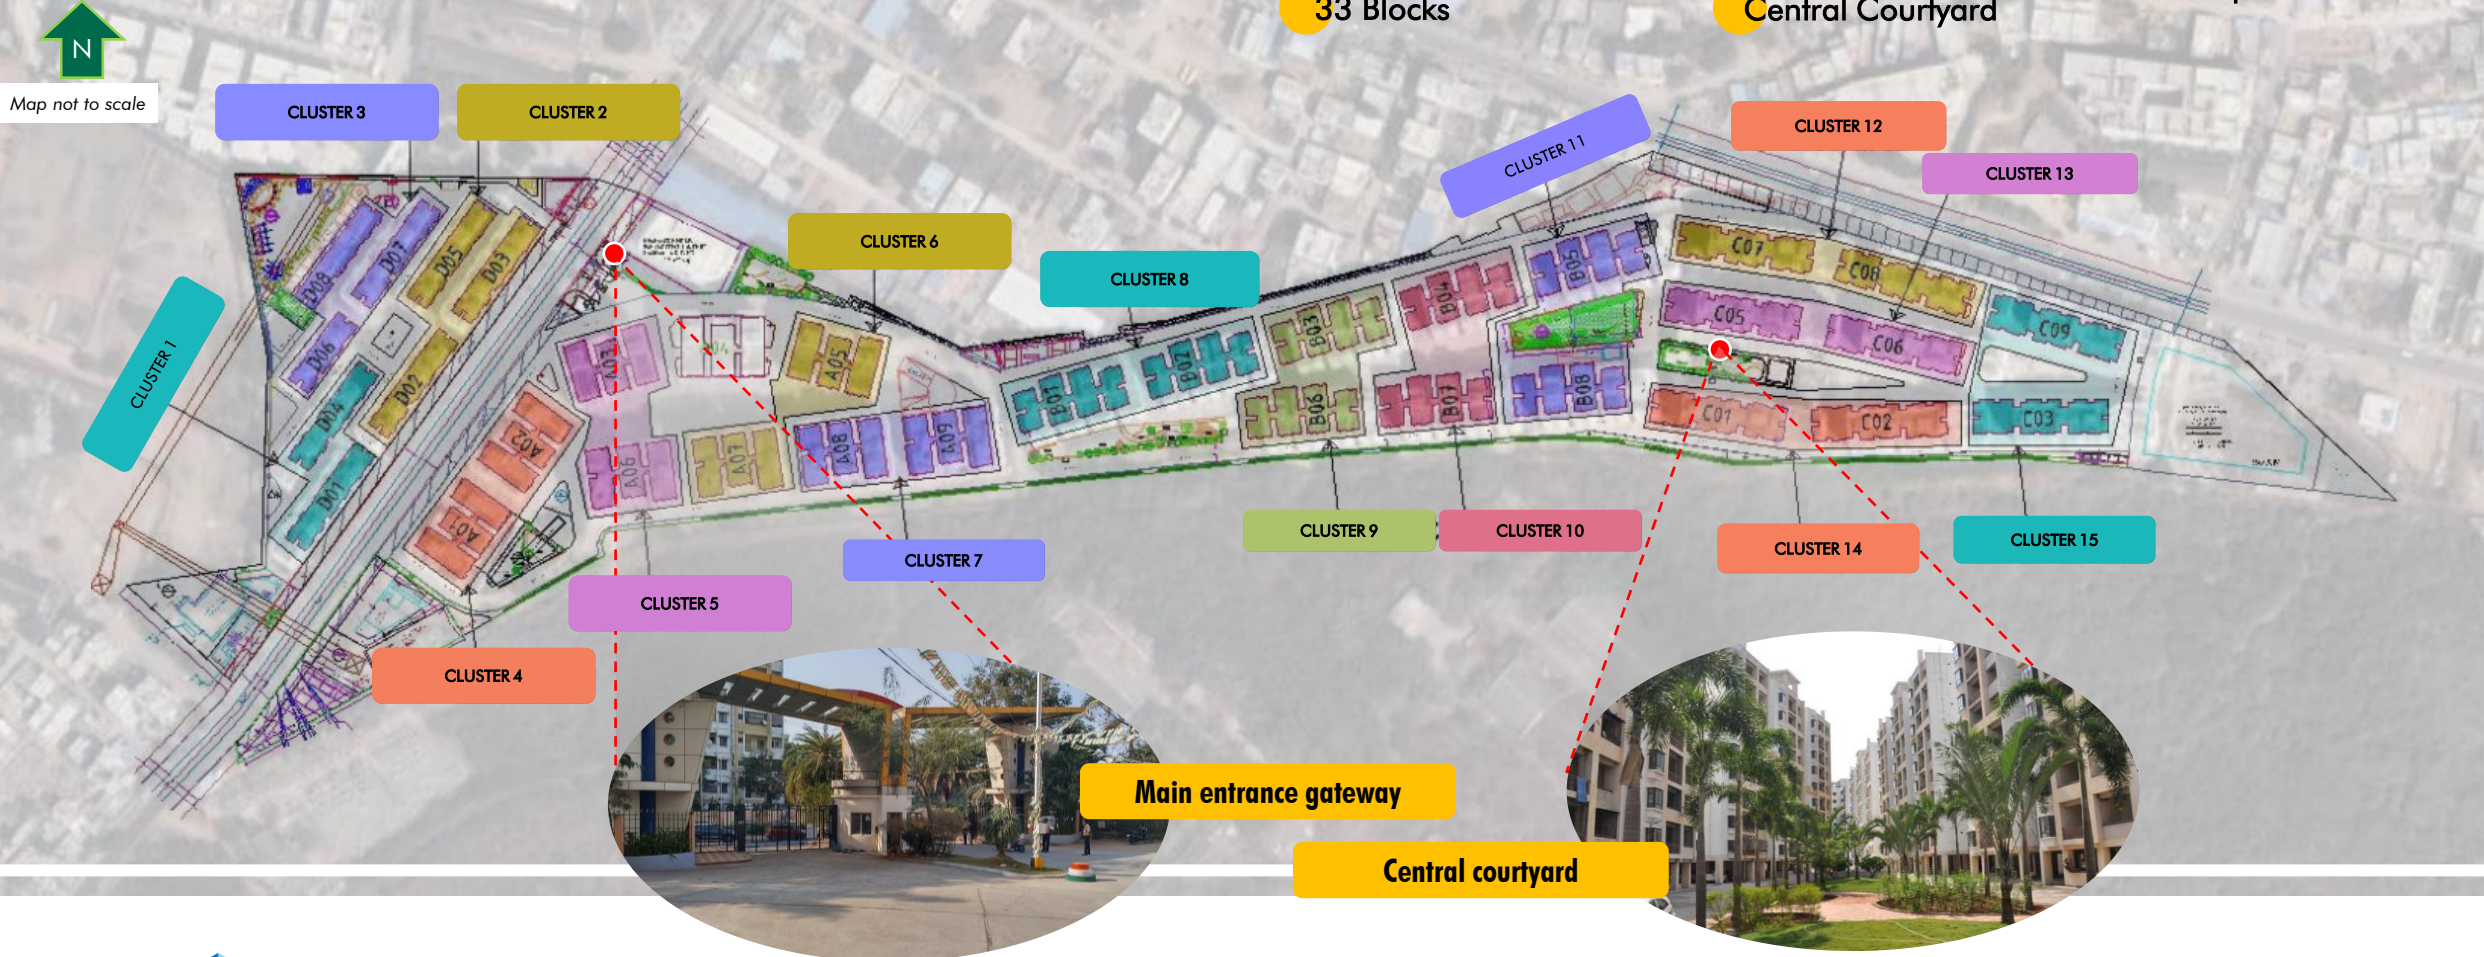 33 Blocks
Central Courtyard
N
Map not to scale
CLUSTER 3
CLUSTER 2
CLUSTER 11
CLUSTER 12
CLUSTER 13
CLUSTER 6
CLUSTER 8
CLUSTER 1
D08
D07
D05
D03
D06
D02
D04
D01
A03
A05
A02
A01
A06
A07
A08
A09
B01
B02
B03
B04
B05
B06
B07
B08
C07
C08
C05
C06
C09
C01
C02
C03
CLUSTER 9
CLUSTER 10
CLUSTER 14
CLUSTER 15
CLUSTER 7
CLUSTER 5
CLUSTER 4
Main entrance gateway
Central courtyard